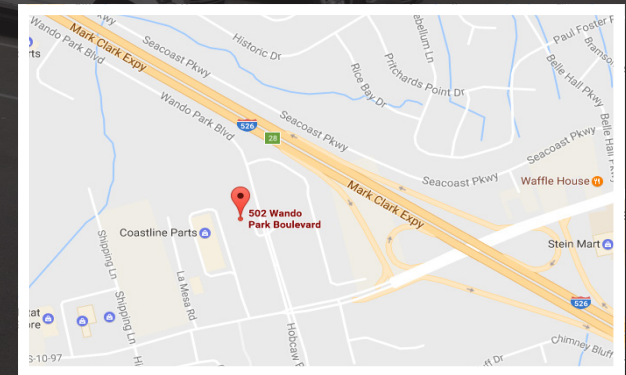 Mark Clark Expy
Wando Park Blvd
Seacoast Pkwy
Historic Dr
Rice Bay Dr
Pritchards Point Dr
Paul Foster
Belle Hall Pkwy
Belle Hall
Wando Park Blvd
526
28
Seacoast Pkwy
Seacoast Pkwy
Seacoast Pkwy
Waffle House
Mark Clark Expy
502 Wando
Park Boulevard
Coastline Parts
Stein Mart
Shipping Ln
Shipping Ln
La Mesa Rd
526
Hobcaw
S-10-97
Chimney Bluff